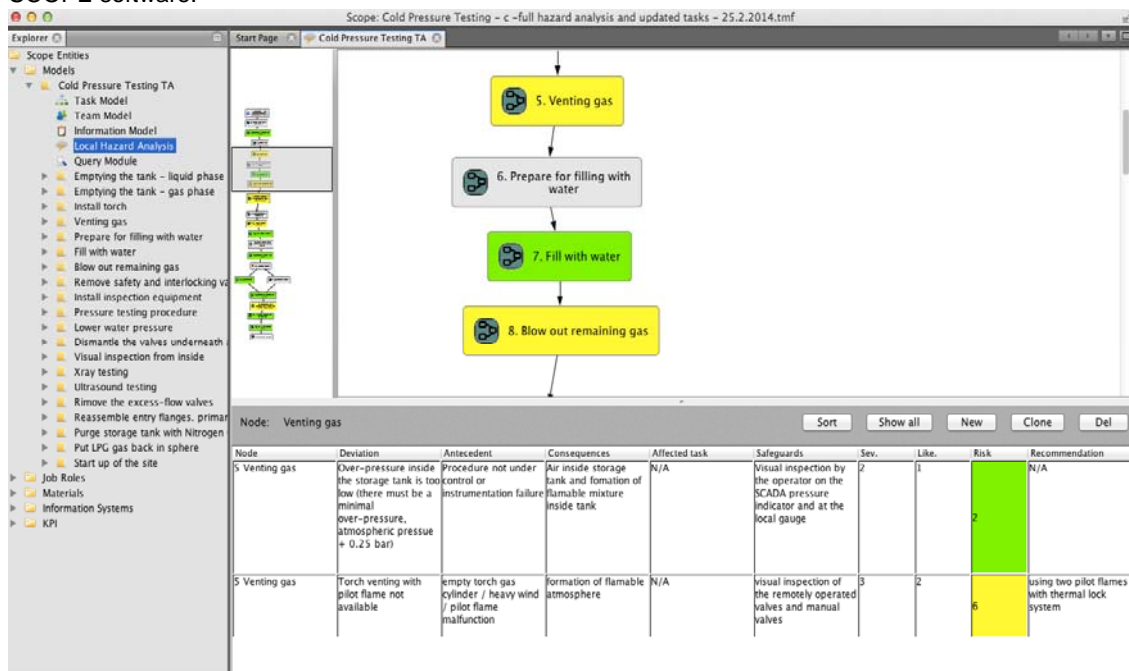 Scope: Cold Pressure Testing - c -full hazard analysis and updated tasks - 25.2.2014.tmf
Explorer
Start Page
Cold Pressure Testing TA
Scope Entities
Models
Cold Pressure Testing TA
Task Model
Team Model
Information Model
Local Hazard Analysis
Query Module
Emptying the tank - liquid phase
Emptying the tank - gas phase
Install torch
Venting gas
Prepare for filling with water
Fill with water
Blow out remaining gas
Remove safety and interlocking va
Install inspection equipment
Pressure testing procedure
Lower water pressure
Dismantle the valves underneath
Visual inspection from inside
Xray testing
Ultrasound testing
Rimove the excess-flow valves
Reassemble entry flanges. primar
Purge storage tank with Nitrogen
Put LPG gas back in sphere
Start up of the site
Job Roles
Materials
Information Systems
KPI
5. Venting gas
6. Prepare for filling with
water
7. Fill with water
8. Blow out remaining gas
Node: Venting gas
Sort
Show all
New
Clone
Del
Node
Deviation
Antecedent
Consequences
Affected task
Safeguards
Sev.
Like.
Risk
Recommendation
5 Venting gas
Over-pressure inside
the storage tank is too
low (there must be a
minimal
over-pressure,
atmospheric pressue
+ 0.25 bar)
Procedure not under
control or
instrumentation failure
Air inside storage
tank and fomation of
flamable mixture
inside tank
N/A
Visual inspection by
the operator on the
SCADA pressure
indicator and at the
local gauge
2
1
2
N/A
5 Venting gas
Torch venting with
pilot flame not
available
empty torch gas
cylinder / heavy wind
/ pilot flame
malfunction
formation of flamable
atmosphere
N/A
visual inspection of
the remotely operated
valves and manual
valves
3
2
6
using two pilot flames
with thermal lock
system